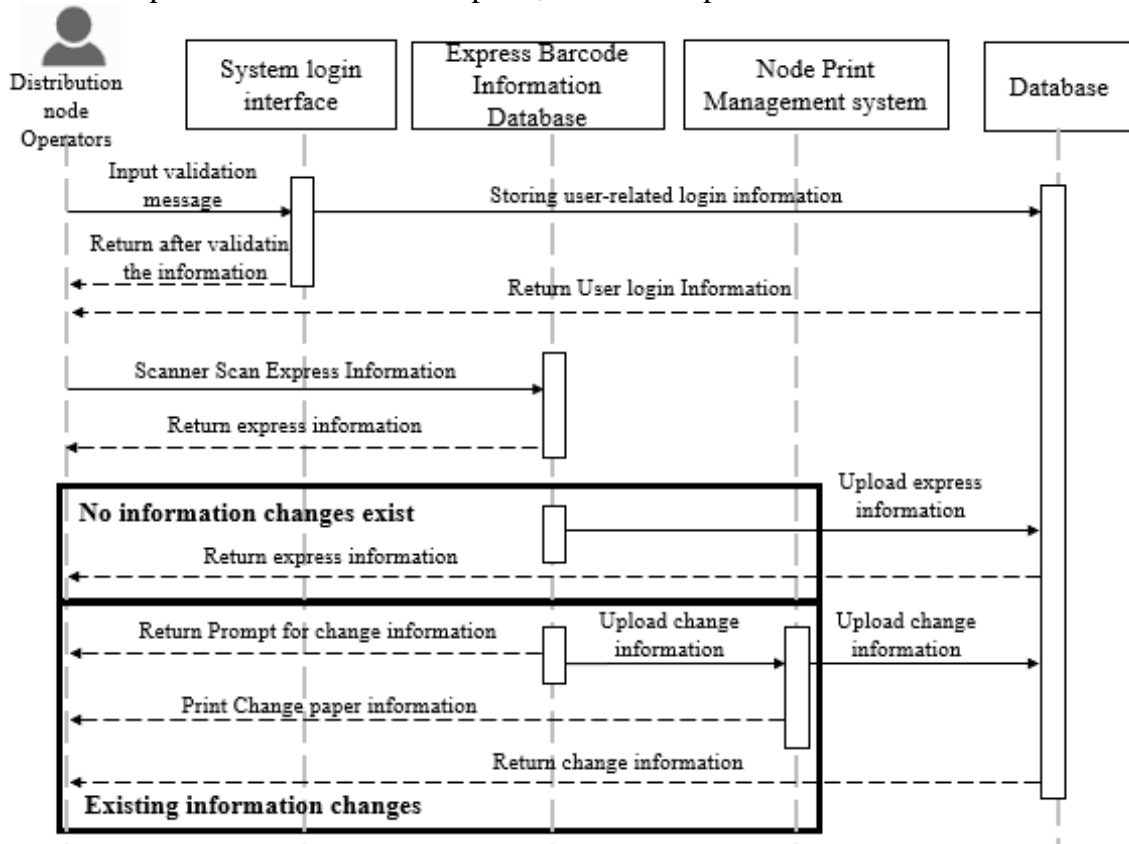 Distribution
node
Operators
System login
interface
Express Barcode
Information
Database
Node Print
Management system
Database
Input validation
message
Storing user-related login information
Return after validatin
the information
Return User login Information
Scanner Scan Express Information
Return express information
No information changes exist
Upload express
information
Return express information
Return Prompt for change information
Upload change
information
Upload change
information
Print Change paper information
Return change information
Existing information changes